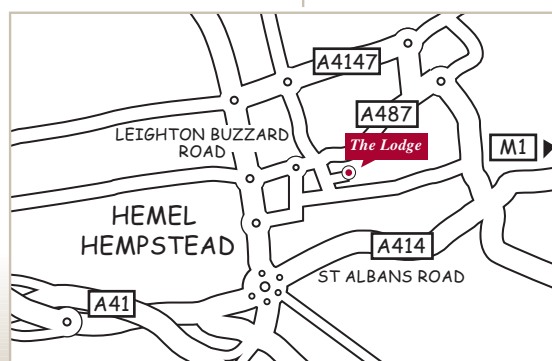 A4147
A487
LEIGHTON BUZZARD
ROAD
The Lodge
M1
HEMEL
HEMPSTEAD
A414
ST ALBANS ROAD
A41